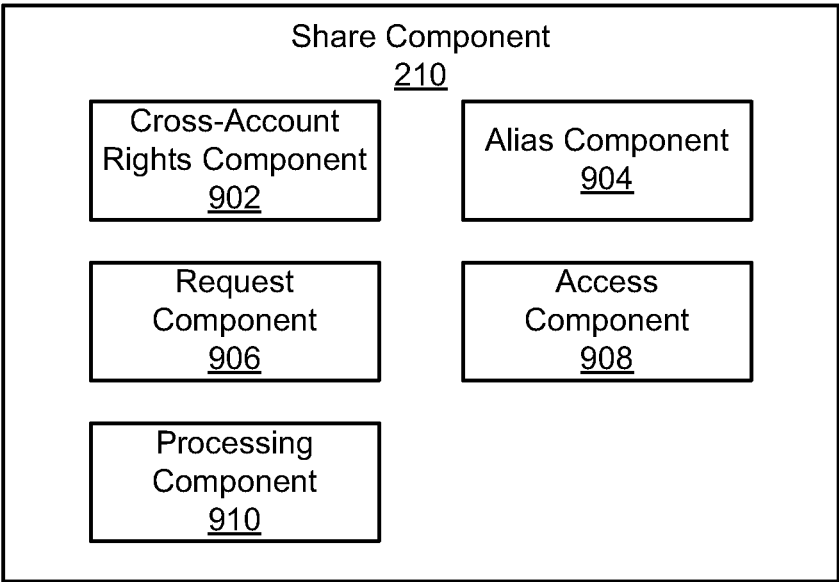 Share Component
210
Cross-Account
Rights Component
902
Alias Component
904
Request
Component
906
Access
Component
908
Processing
Component
910